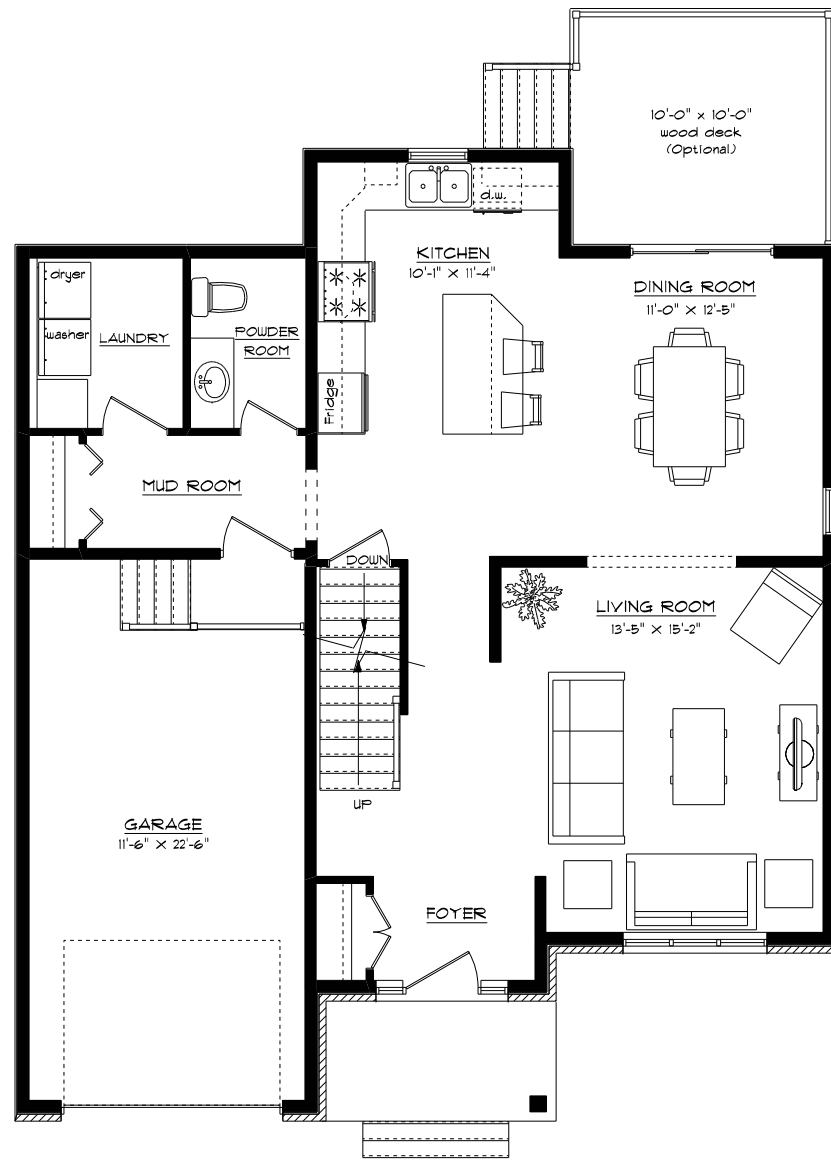 10'-0" x 10'-0"
wood deck
(Optional)
d.w.
KITCHEN
10'-1" X 11'-4"
DINING ROOM
11'-0" X 12'-5"
dryer
washer
LAUNDRY
POWDER
ROOM
Fridge
MUD ROOM
DOWN
LIVING ROOM
13'-5" X 15'-2"
UP
GARAGE
11'-6" X 22'-6"
FOYER